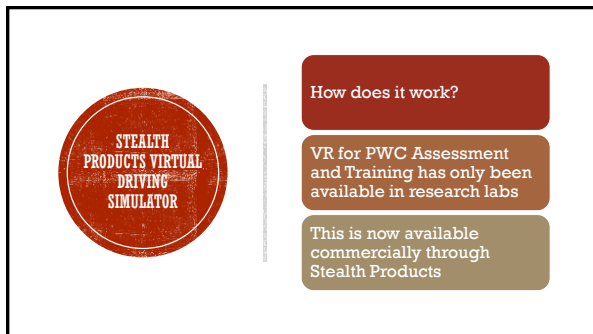 STEALTH
PRODUCTS VIRTUAL
DRIVING
SIMULATOR
How does it work?
VR for PWC Assessment
and Training has only been
available in research labs
This is now available
commercially through
Stealth Products